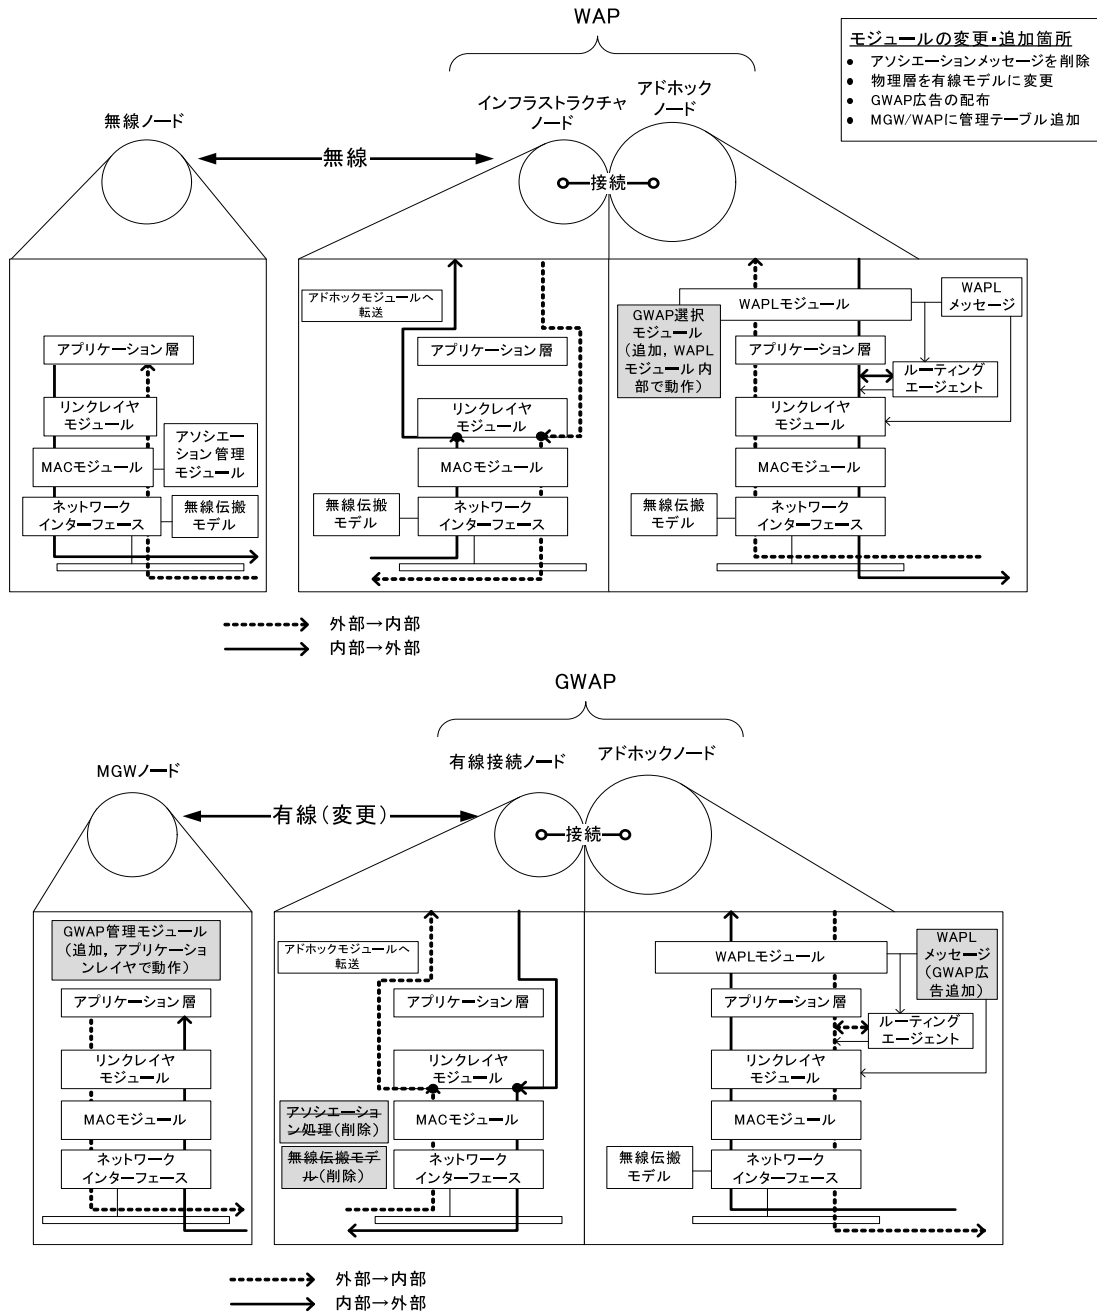 WAP
モジュールの変更・追加箇所
● アソシエーションメッセージを削除
● 物理層を有線モデルに変更
● GWAP広告の配布
● MGW/WAPに管理テーブル追加
無線ノード
無線
インフラストラクチャ
ノード
アドホック
ノード
接続
アプリケーション層
リンクレイヤ
モジュール
MACモジュール
アソシエー
ション管理
モジュール
ネットワーク
インターフェース
無線伝搬
モデル
アドホックモジュールへ
転送
アプリケーション層
リンクレイヤ
モジュール
MACモジュール
無線伝搬
モデル
ネットワーク
インターフェース
WAPLモジュール
WAPL
メッセージ
GWAP選択
モジュール
(追加, WAPL
モジュール内
部で動作)
アプリケーション層
ルーティング
エージェント
リンクレイヤ
モジュール
MACモジュール
無線伝搬
モデル
ネットワーク
インターフェース
外部→内部
内部→外部
GWAP
MGWノード
有線(変更)
有線接続ノード
アドホックノード
接続
GWAP管理モジュール
(追加, アプリケーショ
ンレイヤで動作)
アプリケーション層
リンクレイヤ
モジュール
MACモジュール
ネットワーク
インターフェース
アドホックモジュールへ
転送
アプリケーション層
リンクレイヤ
モジュール
アソシエーショ
ン処理(削除)
MACモジュール
無線伝搬モデ
ル(削除)
ネットワーク
インターフェース
WAPLモジュール
WAPL
メッセージ
(GWAP広
告追加)
アプリケーション層
ルーティング
エージェント
リンクレイヤ
モジュール
MACモジュール
無線伝搬
モデル
ネットワーク
インターフェース
外部→内部
内部→外部